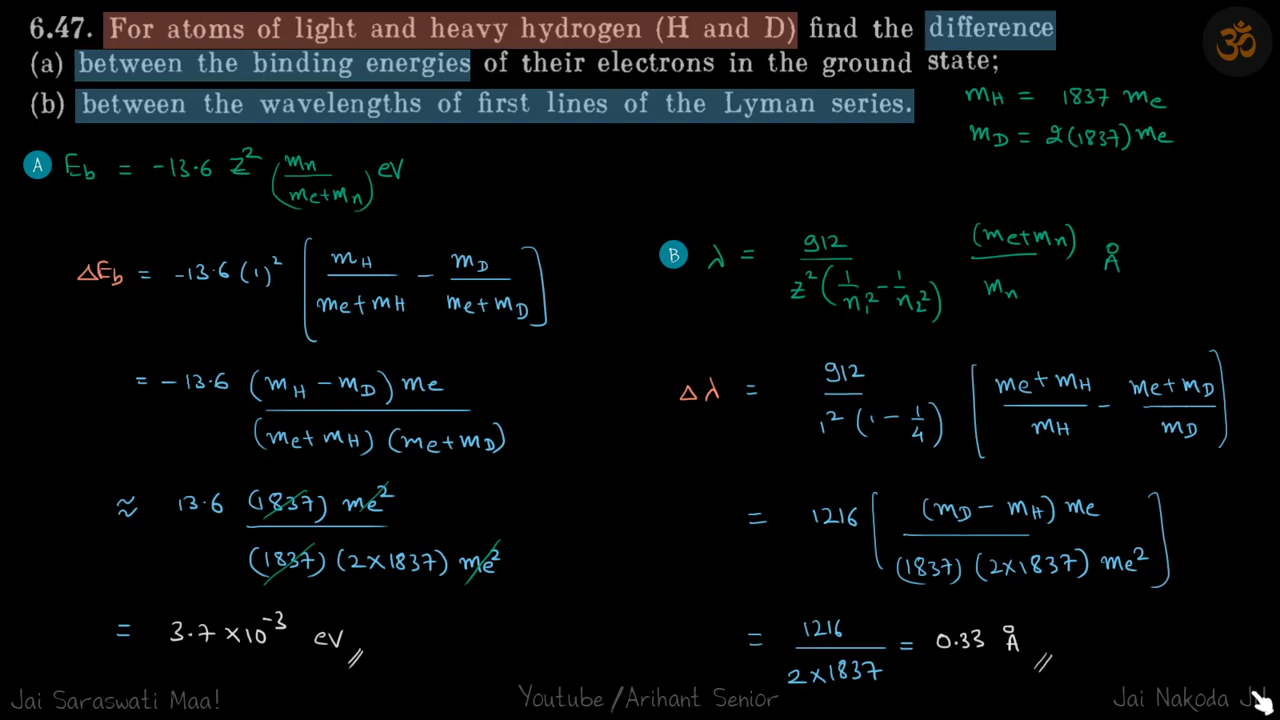 6.47. For atoms of light and heavy hydrogen (H and D) find the difference
(a) between the binding energies of their electrons in the ground state;
(b) between the wavelengths of first lines of the Lyman series.
ॐ
mH = 1837 me
mD = 2(1837) me
A Eb = -13.6 z² (mn / (me+mn)) eV
ΔEb = -13.6 (1)² [mH / (me+mH) - mD / (me+mD)]
= -13.6 (mH - mD) me / (me+mH) (me+mD)
≈ 13.6 (1837) me² / (1837) (2×1837) me²
= 3.7×10⁻³ eV //
B λ = 912 / z² (1/n₁² - 1/n₂²) (me+mn) / mn Å
Δλ = 912 / 1² (1 - 1/4) [(me+mH) / mH - (me+mD) / mD]
= 1216 [(mD - mH) me / (1837) (2×1837) me²]
= 1216 / 2×1837 = 0.33 Å //
Jai Saraswati Maa!
Youtube/Arihant Senior
Jai Nakoda J